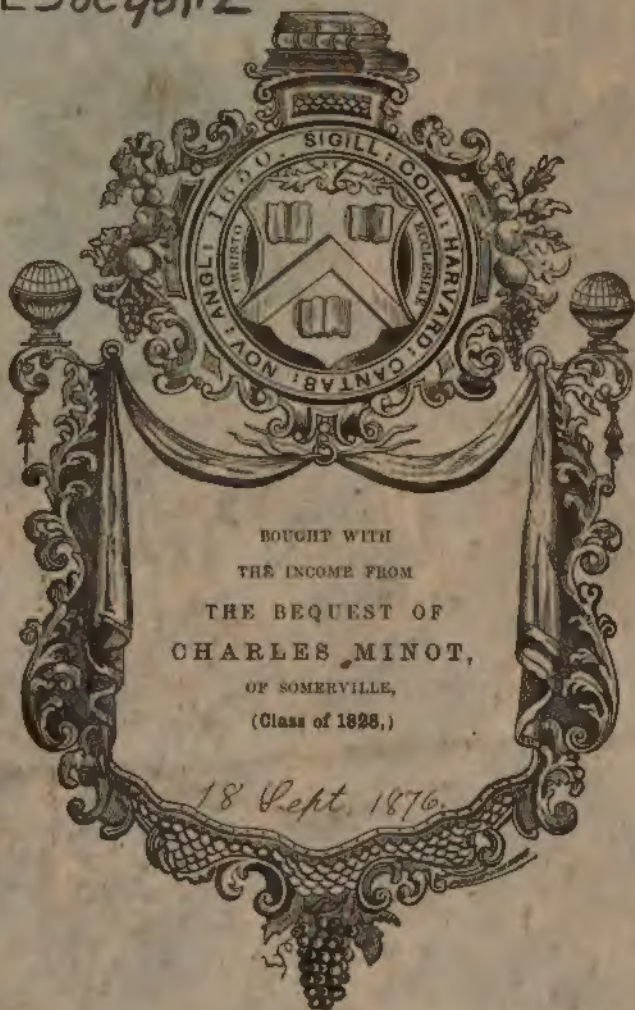 SIGILL: COLL: HARVARD: CANTAB: NOV: ANGL: 1650.
CHRISTO
ECCLESIAE
BOUGHT WITH
THE INCOME FROM
THE BEQUEST OF
CHARLES MINOT,
OF SOMERVILLE,
(Class of 1828,)
18 Sept, 1876.